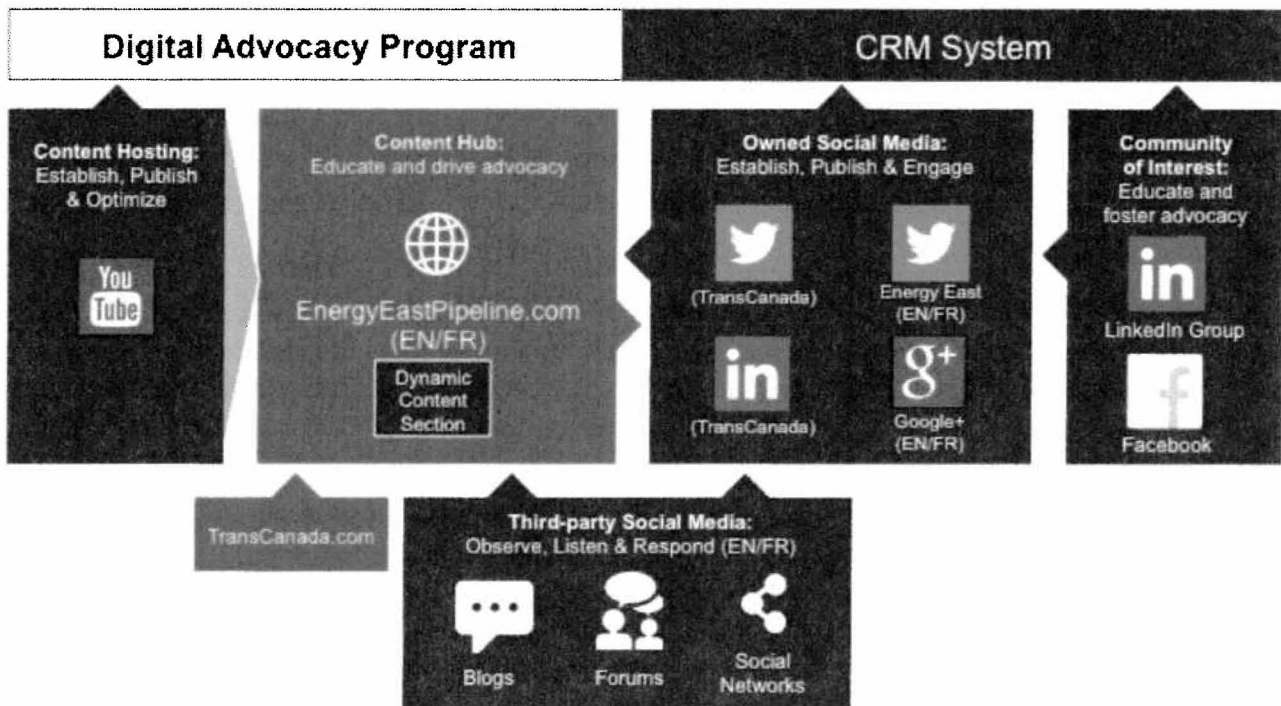 Digital Advocacy Program
CRM System
Content Hosting:
Establish, Publish
& Optimize
You
Tube
Content Hub:
Educate and drive advocacy
EnergyEastPipeline.com
(EN/FR)
Dynamic
Content
Section
Owned Social Media:
Establish, Publish & Engage
(TransCanada)
Energy East
(EN/FR)
in
(TransCanada)
g+
Google+
(EN/FR)
Community
of Interest:
Educate and
foster advocacy
in
LinkedIn Group
f
Facebook
TransCanada.com
Third-party Social Media:
Observe, Listen & Respond (EN/FR)
Blogs
Forums
Social
Networks